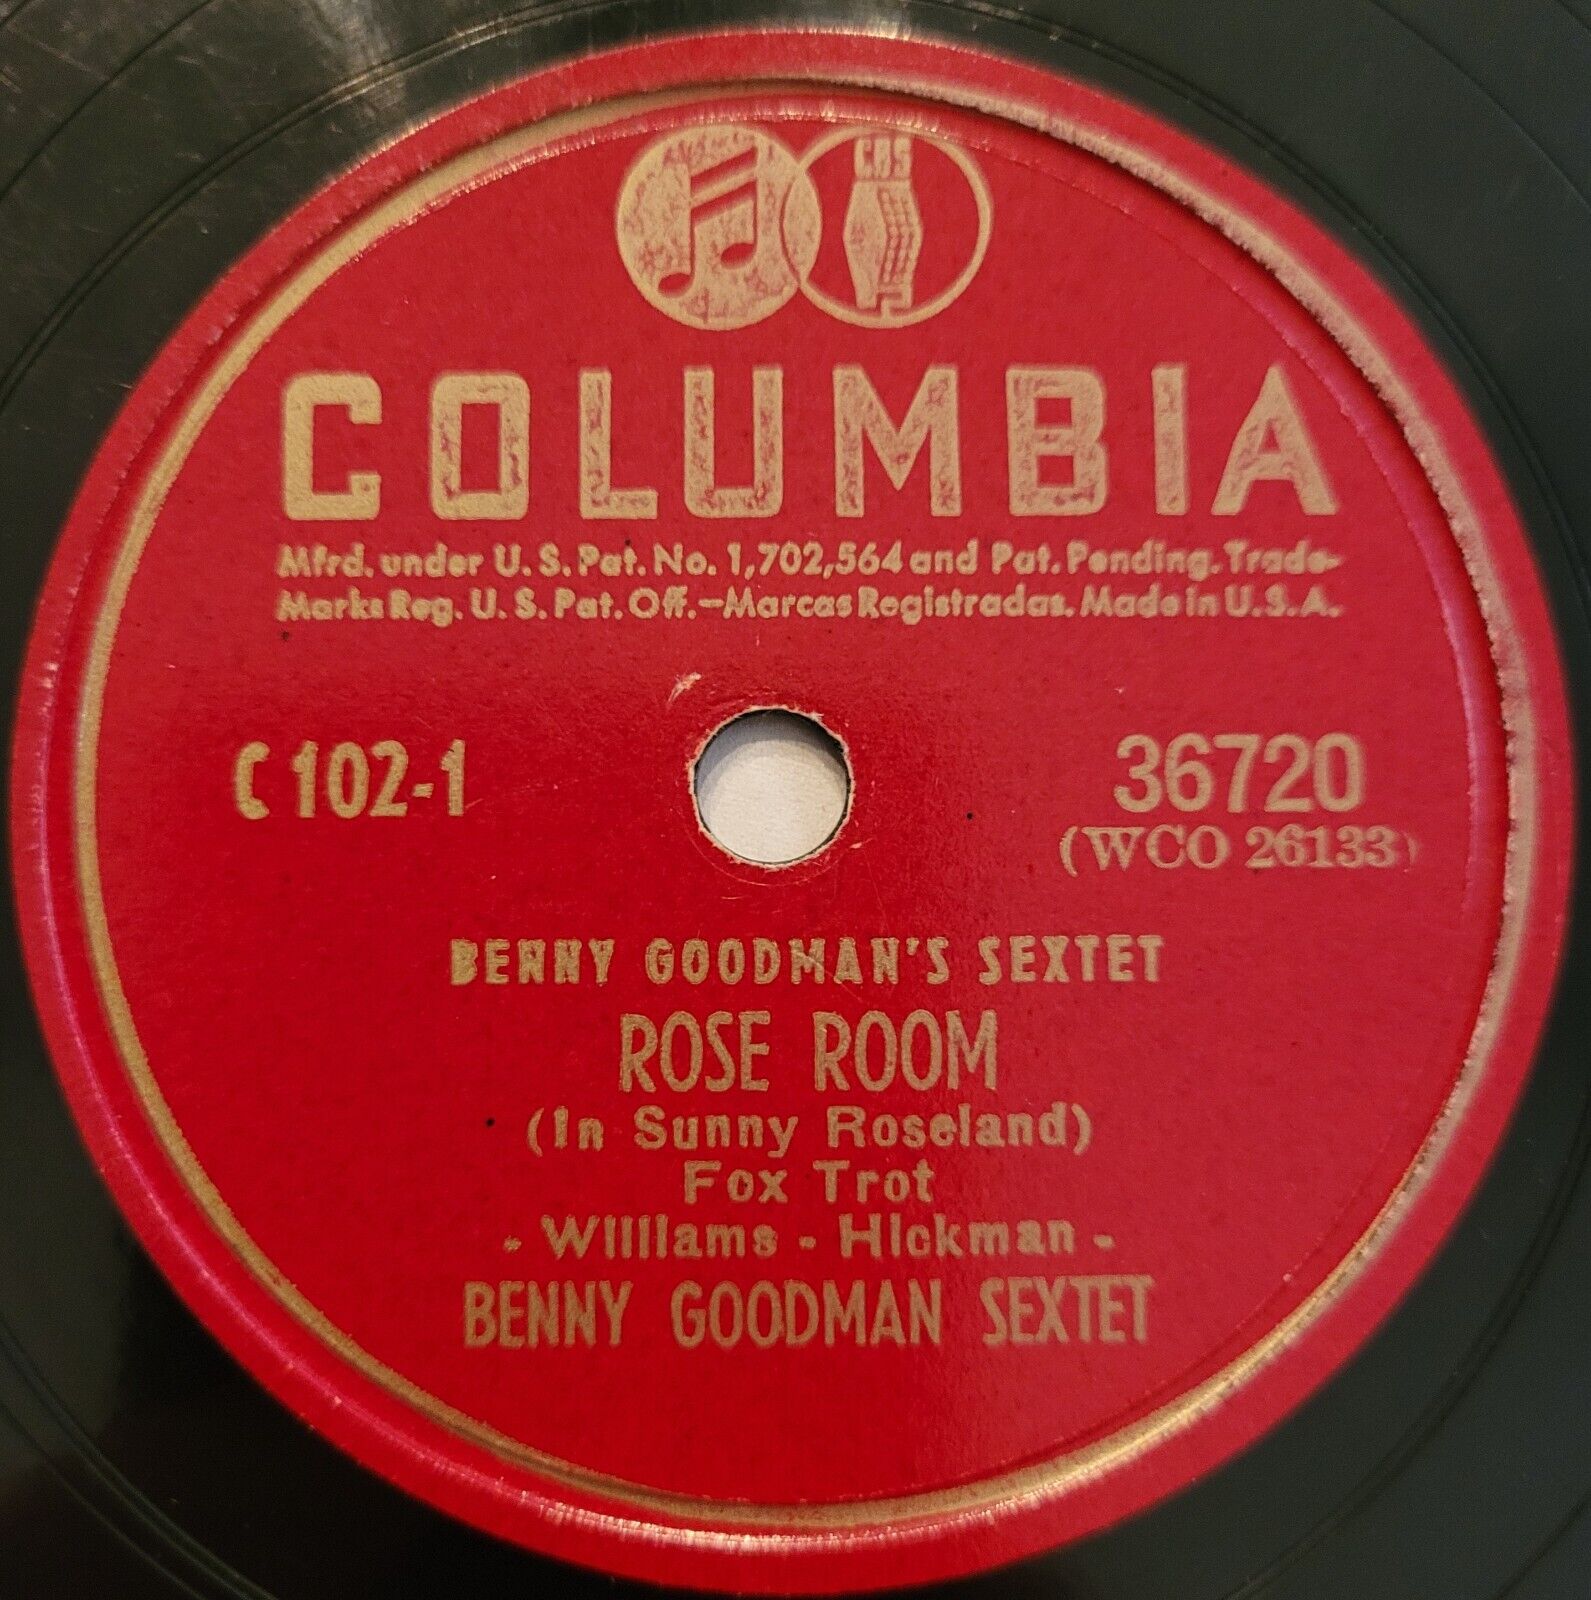 CBS
COLUMBIA
Mfrd. under U. S. Pat. No. 1,702,564 and Pat. Pending. Trade-
Marks Reg. U. S. Pat. Off.—Marcas Registradas. Made in U.S.A.
C 102-1
36720
(WCO 26133)
BENNY GOODMAN'S SEXTET
ROSE ROOM
(In Sunny Roseland)
Fox Trot
- Williams - Hickman -
BENNY GOODMAN SEXTET